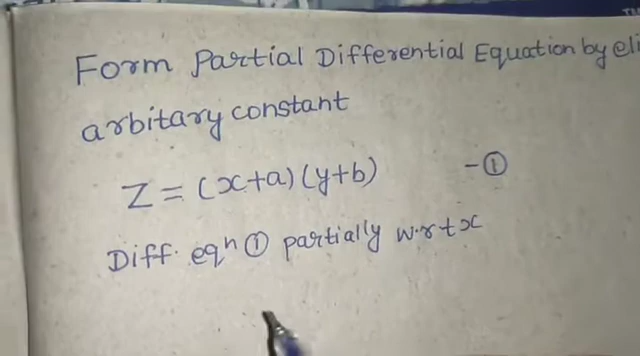 Form Partial Differential Equation by eli
arbitary constant
Z = (x+a)(y+b) -①
Diff. eqⁿ ① partially w.r.t x